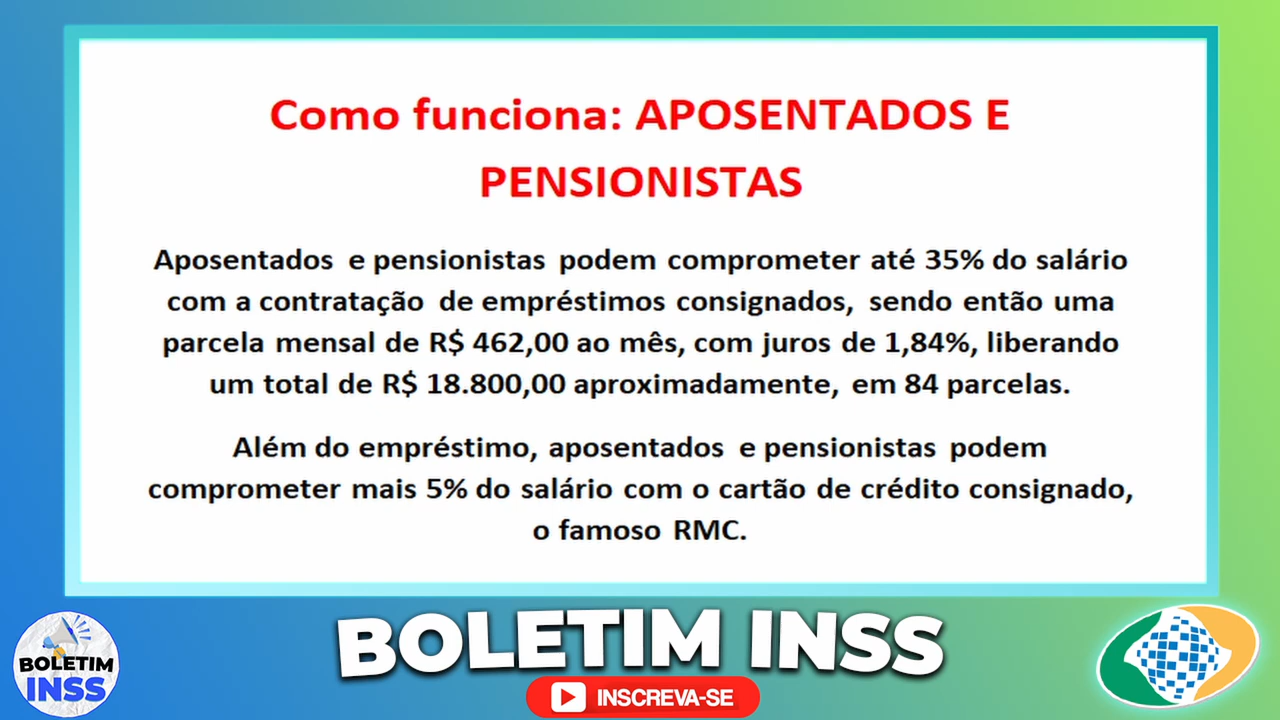 Como funciona: APOSENTADOS E
PENSIONISTAS
Aposentados e pensionistas podem comprometer até 35% do salário
com a contratação de empréstimos consignados, sendo então uma
parcela mensal de R$ 462,00 ao mês, com juros de 1,84%, liberando
um total de R$ 18.800,00 aproximadamente, em 84 parcelas.
Além do empréstimo, aposentados e pensionistas podem
comprometer mais 5% do salário com o cartão de crédito consignado,
o famoso RMC.
BOLETIM INSS
INSCREVA-SE
BOLETIM
INSS